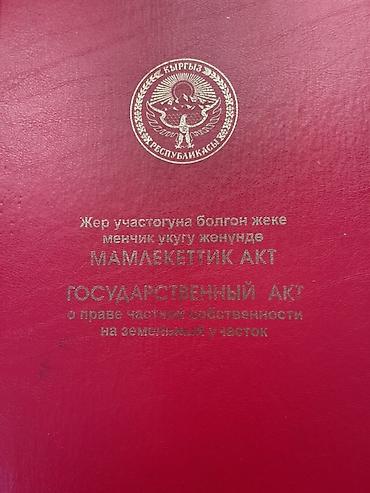 КЫРГЫЗ
РЕСПУБЛИКАСЫ
Жер участогуна болгон жеке
менчик укугу жөнүндө
МАМЛЕКЕТТИК АКТ
ГОСУДАРСТВЕННЫЙ АКТ
о праве частной собственности
на земельный участок